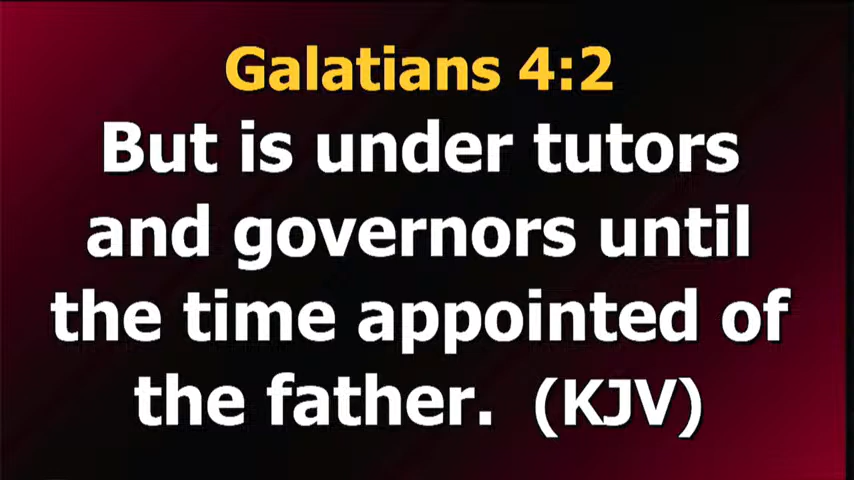 Galatians 4:2
But is under tutors
and governors until
the time appointed of
the father. (KJV)